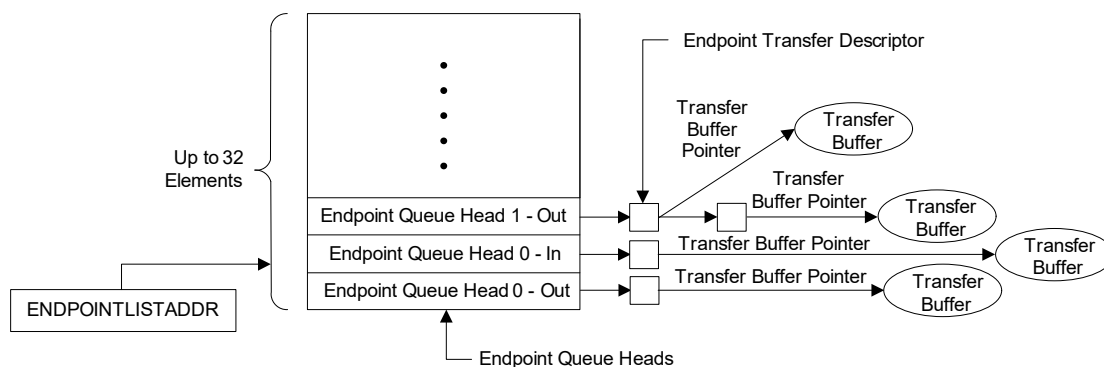 Endpoint Transfer Descriptor
Transfer
Buffer
Pointer
Transfer
Buffer
Up to 32
Elements
Transfer
Buffer Pointer
Endpoint Queue Head 1 - Out
Transfer
Buffer
Endpoint Queue Head 0 - In
Transfer Buffer Pointer
Transfer
Buffer
Endpoint Queue Head 0 - Out
Transfer Buffer Pointer
Transfer
Buffer
ENDPOINTLISTADDR
Endpoint Queue Heads